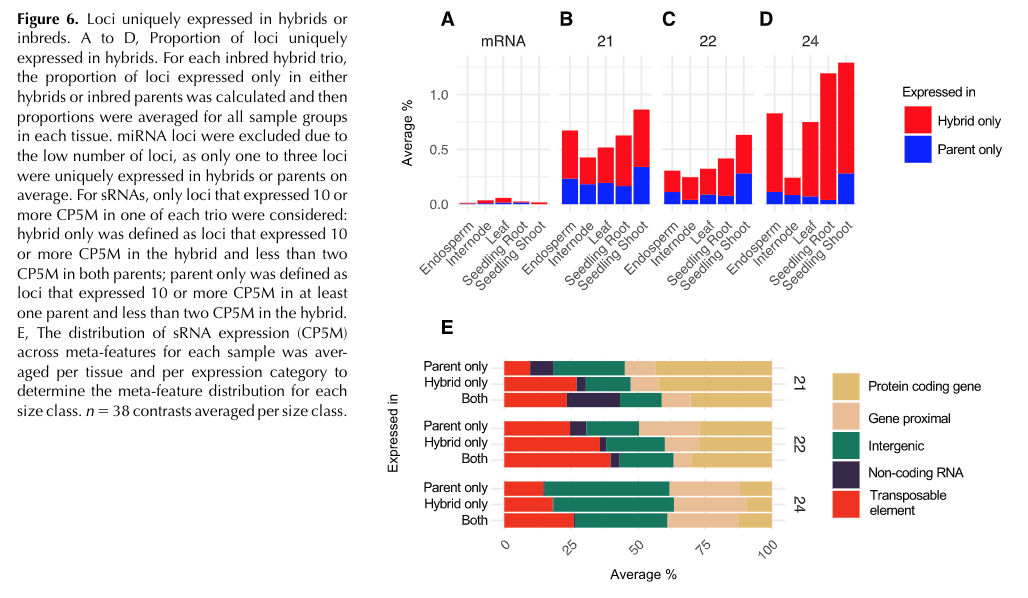 Figure 6. Loci uniquely expressed in hybrids or
inbreds. A to D, Proportion of loci uniquely
expressed in hybrids. For each inbred hybrid trio,
the proportion of loci expressed only in either
hybrids or inbred parents was calculated and then
proportions were averaged for all sample groups
in each tissue. miRNA loci were excluded due to
the low number of loci, as only one to three loci
were uniquely expressed in hybrids or parents on
average. For sRNAs, only loci that expressed 10 or
more CP5M in one of each trio were considered:
hybrid only was defined as loci that expressed 10
or more CP5M in the hybrid and less than two
CP5M in both parents; parent only was defined as
loci that expressed 10 or more CP5M in at least
one parent and less than two CP5M in the hybrid.
E, The distribution of sRNA expression (CP5M)
across meta-features for each sample was aver-
aged per tissue and per expression category to
determine the meta-feature distribution for each
size class. n = 38 contrasts averaged per size class.
A B C D
mRNA 21 22 24
Average %
1.0
0.5
0.0
Endosperm
Internode
Leaf
Seedling Root
Seedling Shoot
Endosperm
Internode
Leaf
Seedling Root
Seedling Shoot
Endosperm
Internode
Leaf
Seedling Root
Seedling Shoot
Endosperm
Internode
Leaf
Seedling Root
Seedling Shoot
Expressed in
Hybrid only
Parent only
E
Expressed in
Parent only
Hybrid only
Both
21
Parent only
Hybrid only
Both
22
Parent only
Hybrid only
Both
24
0 25 50 75 100
Average %
Protein coding gene
Gene proximal
Intergenic
Non-coding RNA
Transposable
element